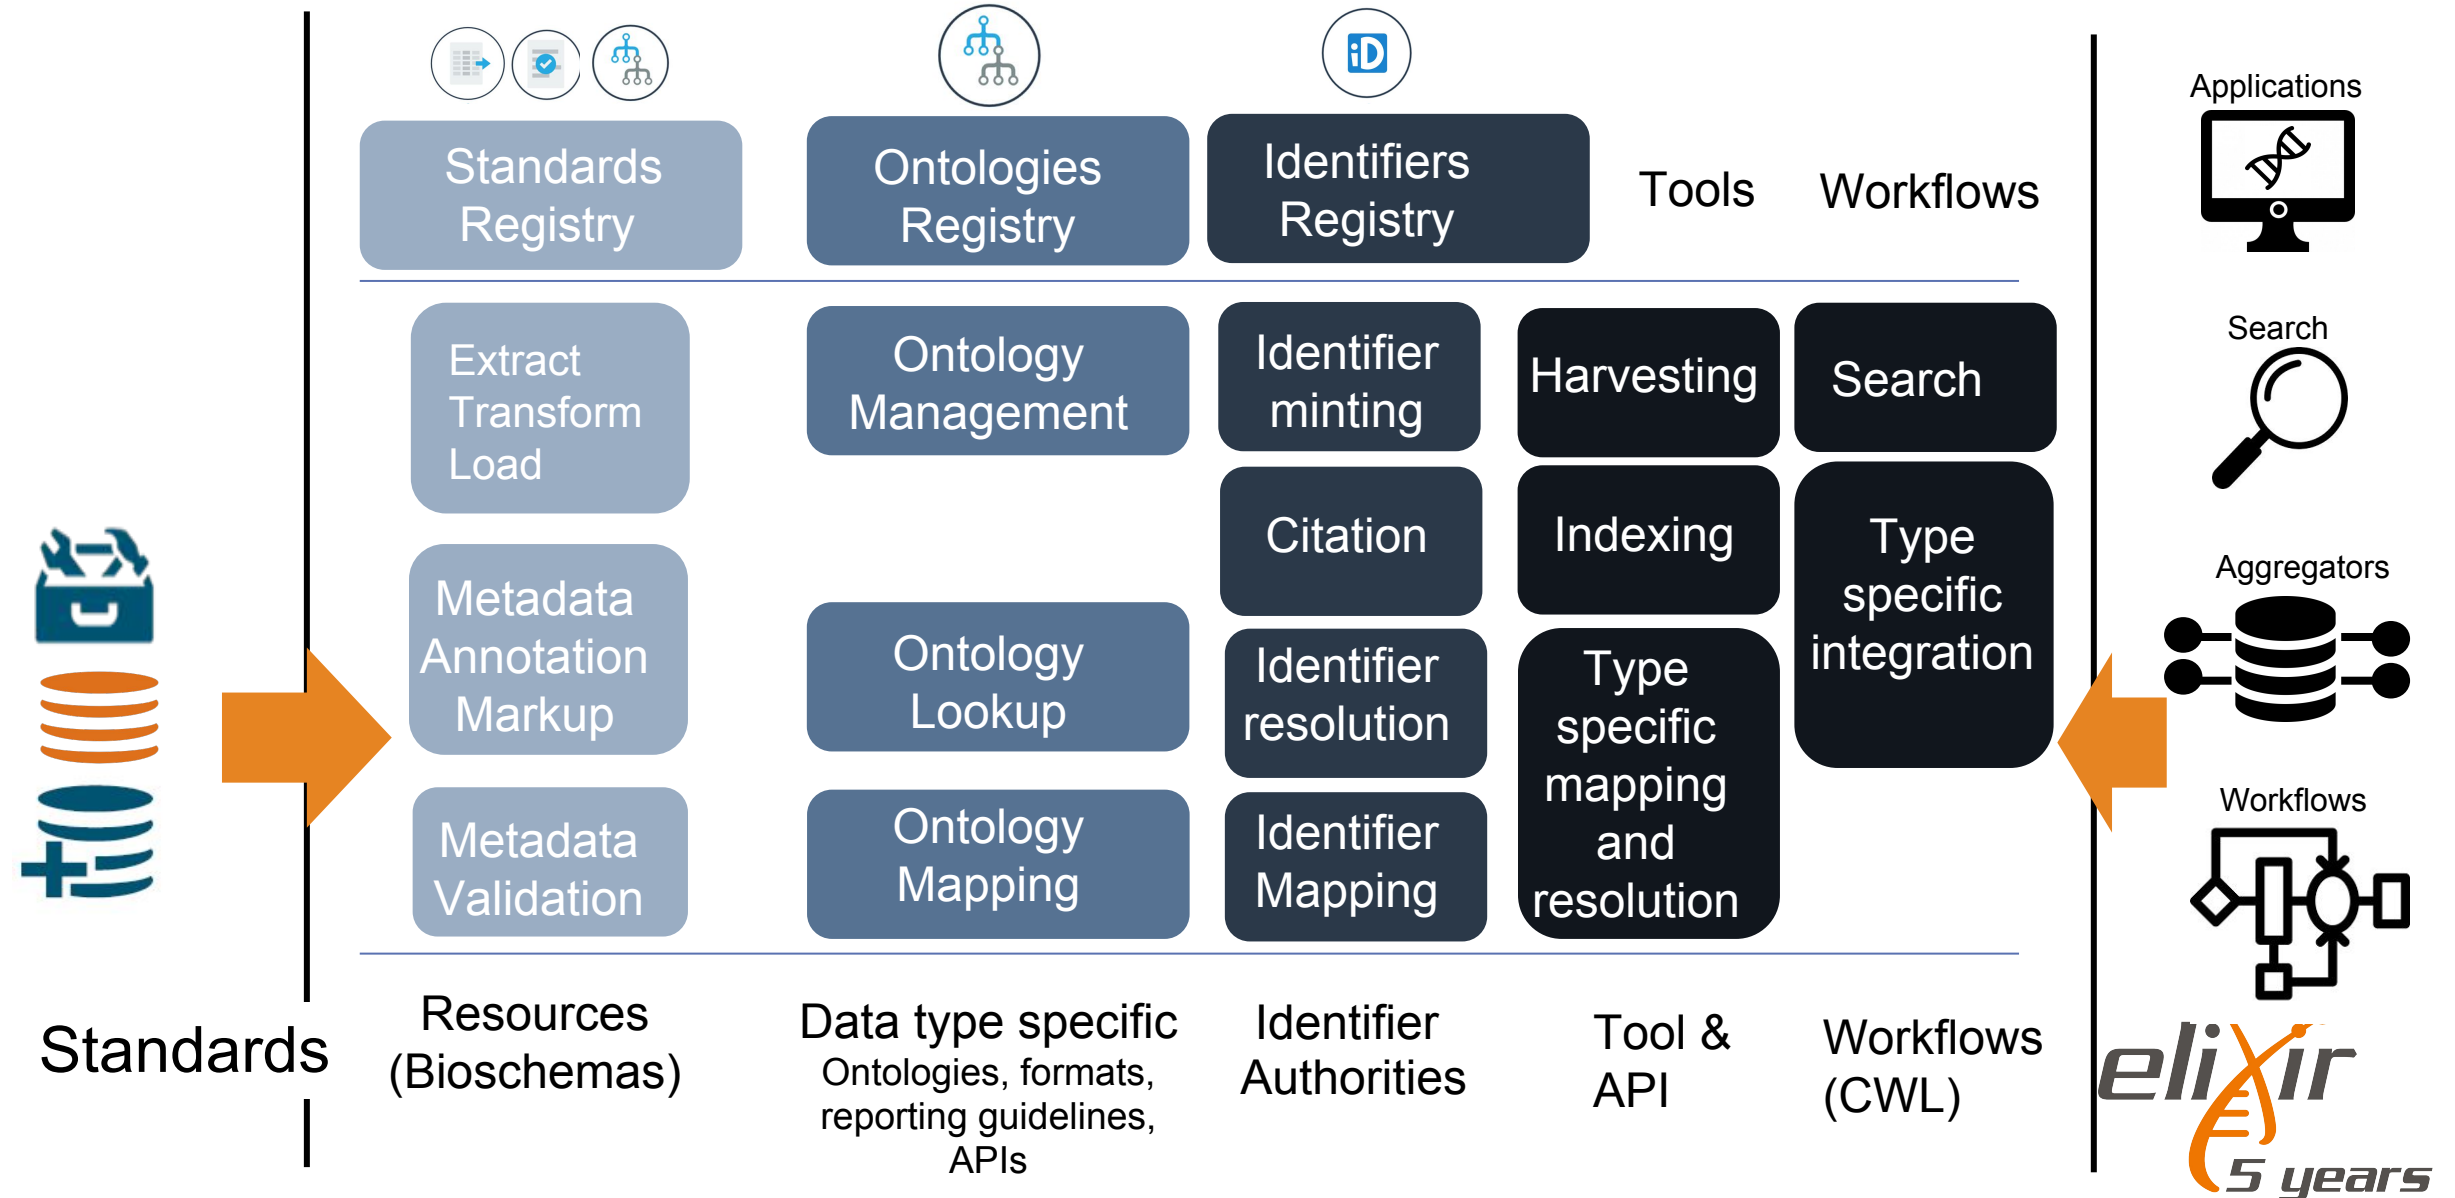 Applications
Standards
Registry
Ontologies
Registry
iD
Identifiers
Registry
Tools
Workflows
Extract
Transform
Load
Ontology
Management
Identifier
minting
Harvesting
Search
Search
Citation
Indexing
Type
specific
integration
Aggregators
Metadata
Annotation
Markup
Ontology
Lookup
Identifier
resolution
Type
specific
mapping
and
resolution
Workflows
Metadata
Validation
Ontology
Mapping
Identifier
Mapping
Standards
Resources
(Bioschemas)
Data type specific
Ontologies, formats,
reporting guidelines,
APIs
Identifier
Authorities
Tool &
API
Workflows
(CWL)
elixir
5 years